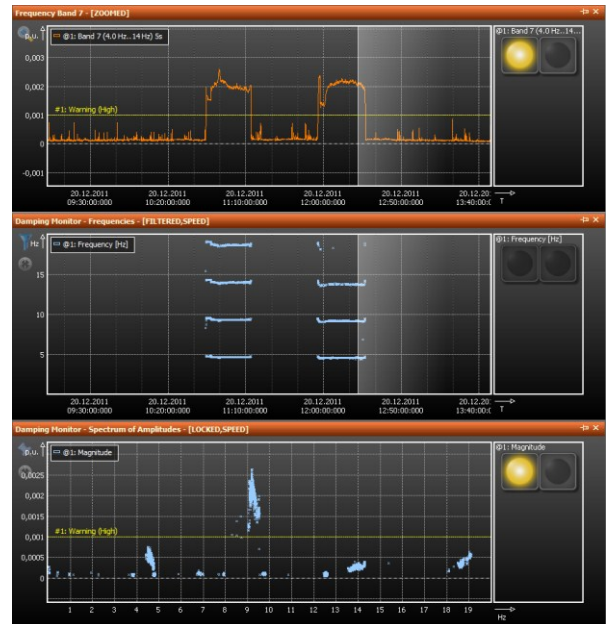 Frequency Band 7 - [ZOOMED]
p.u.
@1: Band 7 (4.0 Hz..14 Hz) 5s
@1: Band 7 (4.0 Hz..14...
0,003
0,002
#1: Warning (High)
0,001
0
-0,001
20.12.2011 20.12.2011 20.12.2011 20.12.2011 20.12.2011 20.12.20:
09:30:00:000 10:20:00:000 11:10:00:000 12:00:00:000 12:50:00:000 13:40:00:0
T
Damping Monitor - Frequencies - [FILTERED,SPEED]
Hz
@1: Frequency [Hz]
@1: Frequency [Hz]
15
10
5
20.12.2011 20.12.2011 20.12.2011 20.12.2011 20.12.2011 20.12.20:
09:30:00:000 10:20:00:000 11:10:00:000 12:00:00:000 12:50:00:000 13:40:00:0
T
Damping Monitor - Spectrum of Amplitudes - [LOCKED,SPEED]
p.u.
@1: Magnitude
@1: Magnitude
0,0025
0,002
0,0015
#1: Warning (High)
0,001
0,0005
0
1 2 3 4 5 6 7 8 9 10 11 12 13 14 15 16 17 18 19
Hz